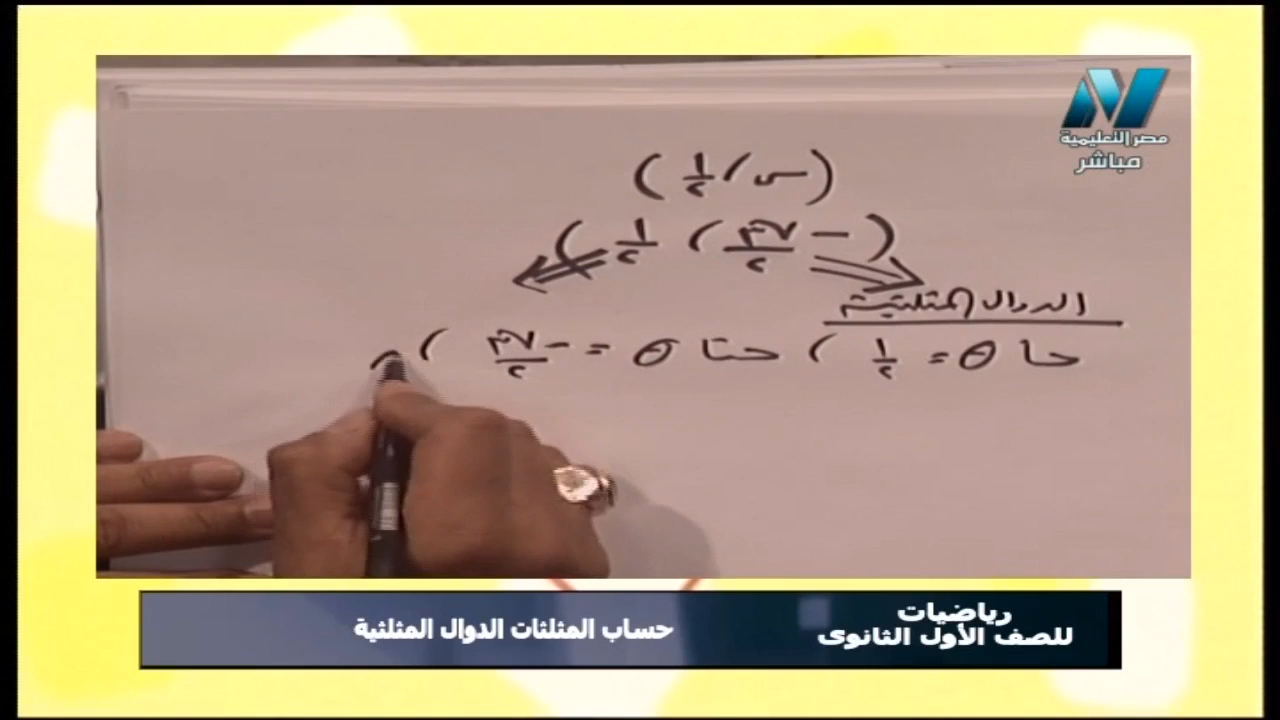 مصر التعليمية
مباشر
(س ، ١/٢)
(- √٣/٢ ، ١/٢)
الدوال المثلثية
حا θ = ١/٢ ، حتا θ = - √٣/٢ ،
رياضيات
للصف الأول الثانوى
حساب المثلثات الدوال المثلثية